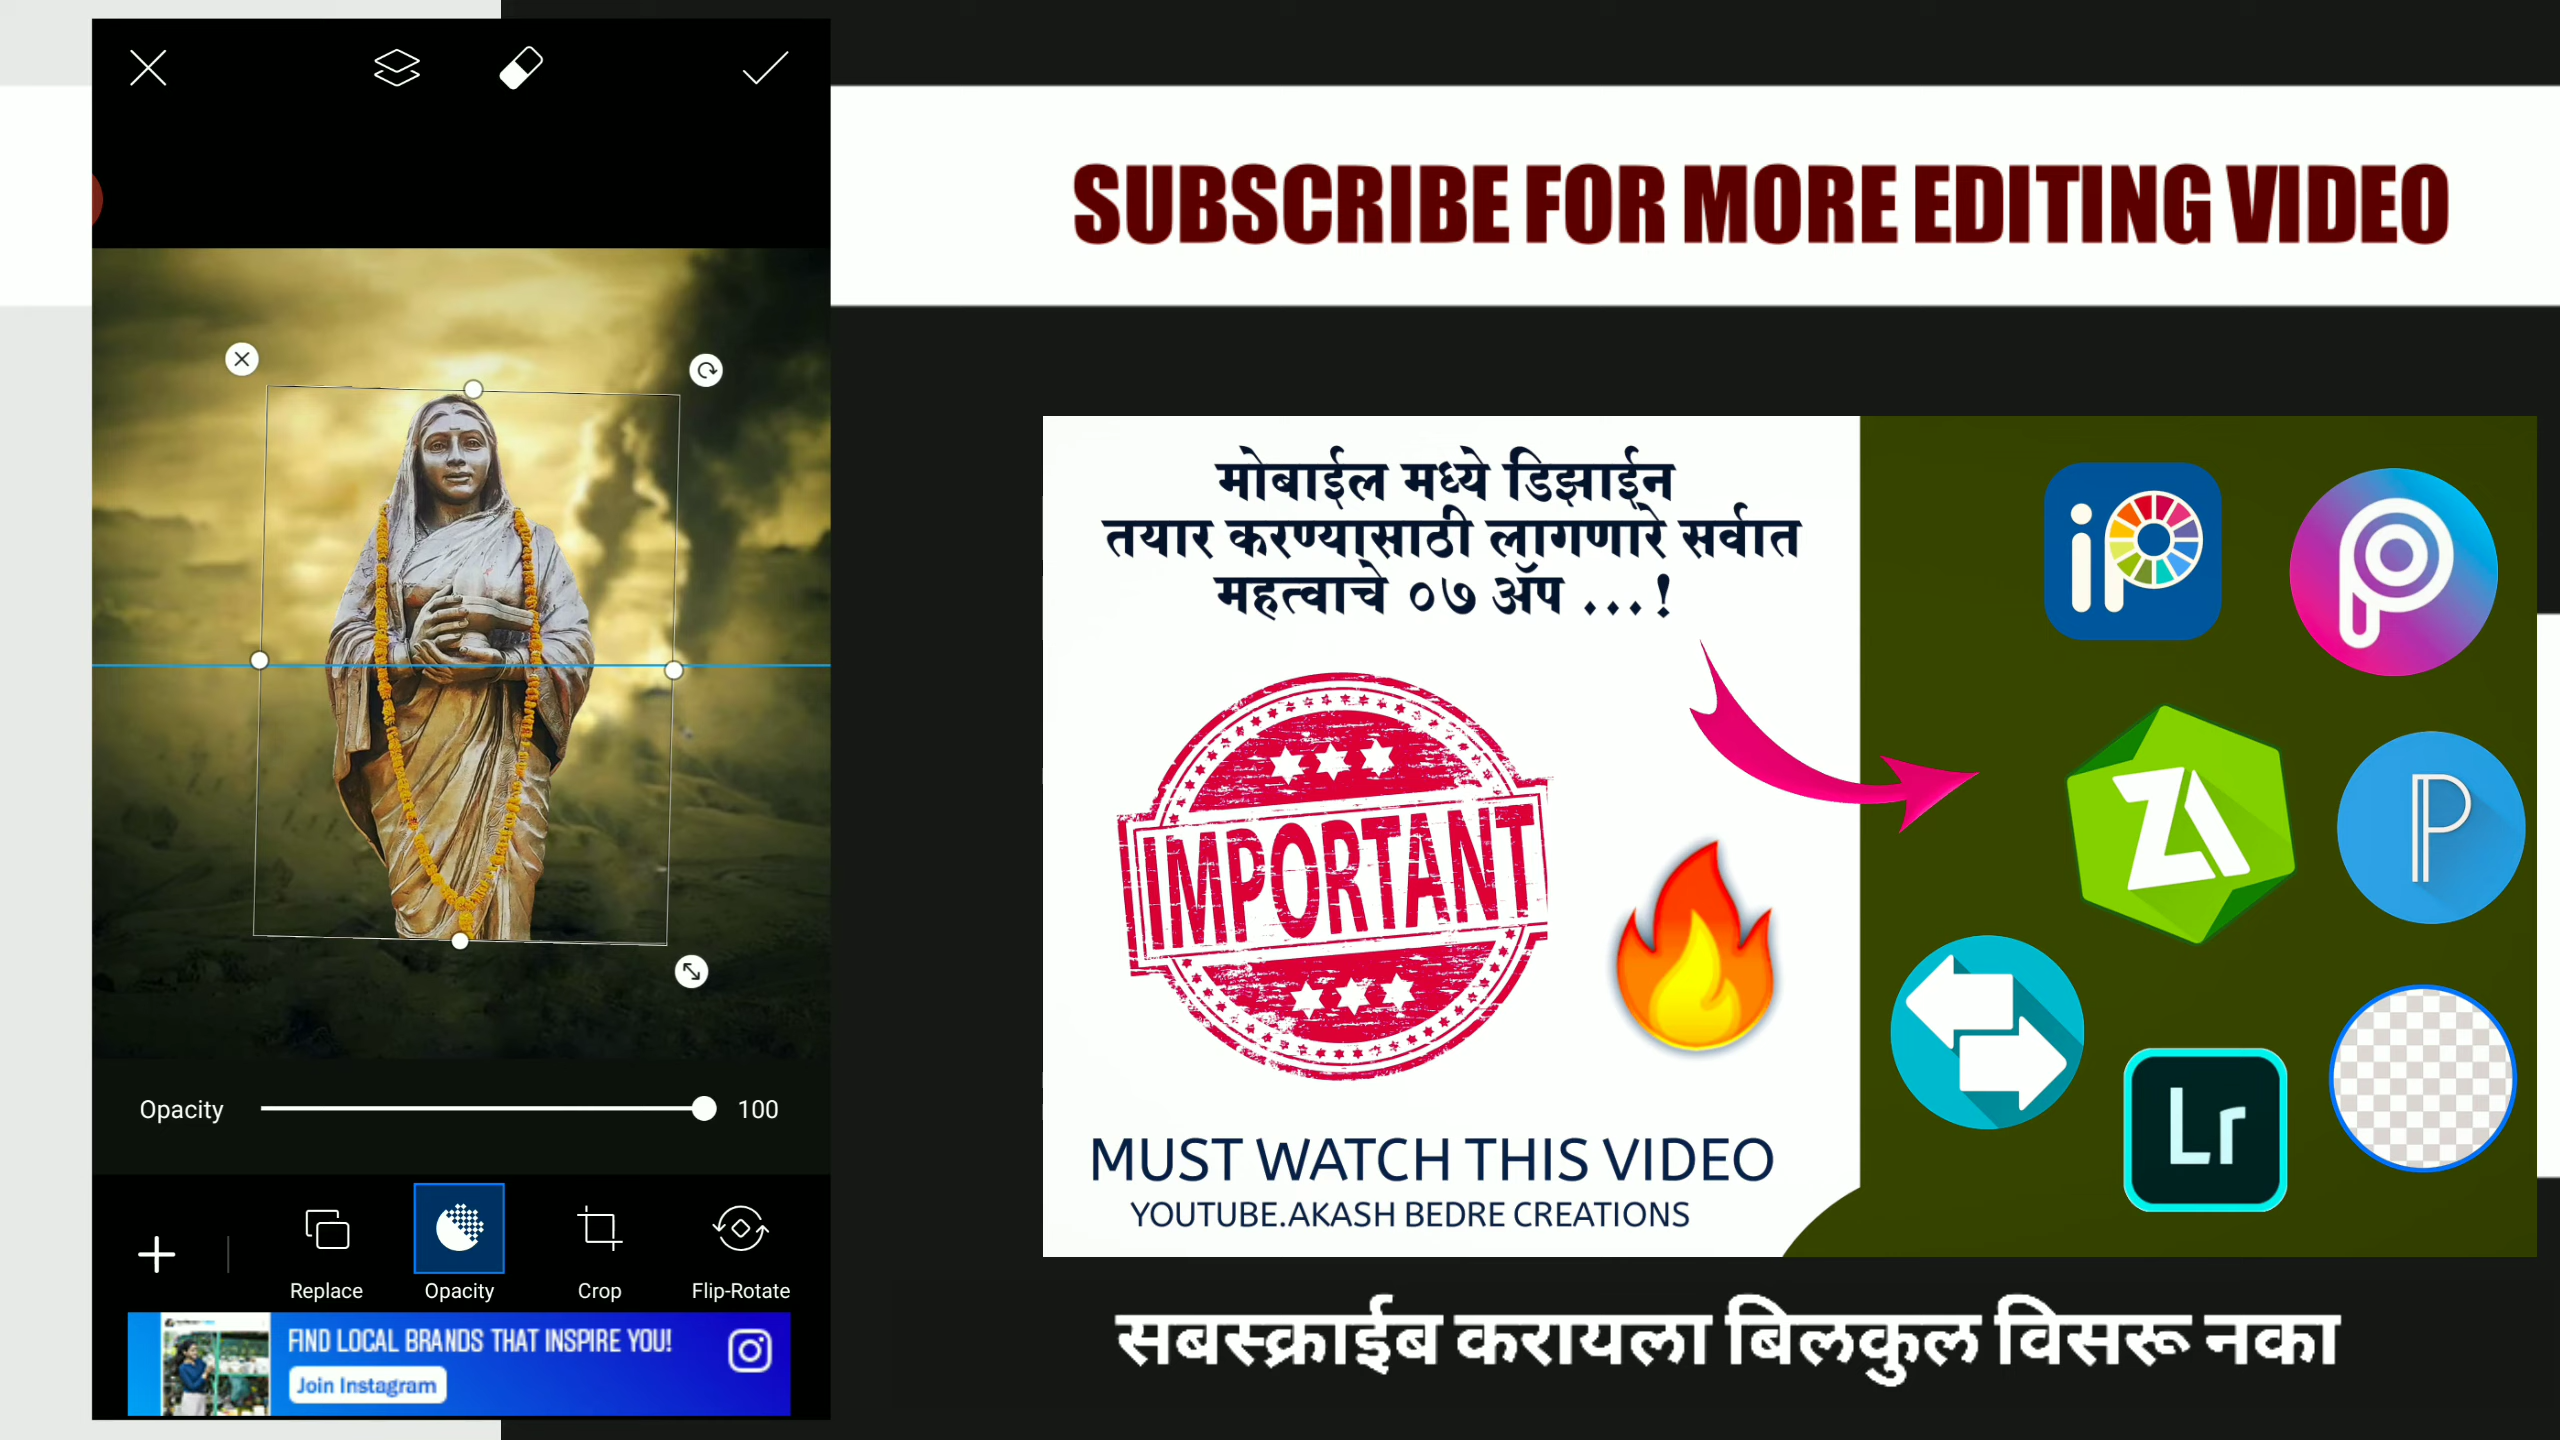 SUBSCRIBE FOR MORE EDITING VIDEO
मोबाईल मध्ये डिझाईन
तयार करण्यासाठी लागणारे सर्वात
महत्वाचे ०७ ॲप ...!
IMPORTANT
MUST WATCH THIS VIDEO
YOUTUBE.AKASH BEDRE CREATIONS
iP
P
ZA
P
Lr
सबस्क्राईब करायला बिलकुल विसरू नका
Opacity 100
Replace Opacity Crop Flip-Rotate
FIND LOCAL BRANDS THAT INSPIRE YOU!
Join Instagram